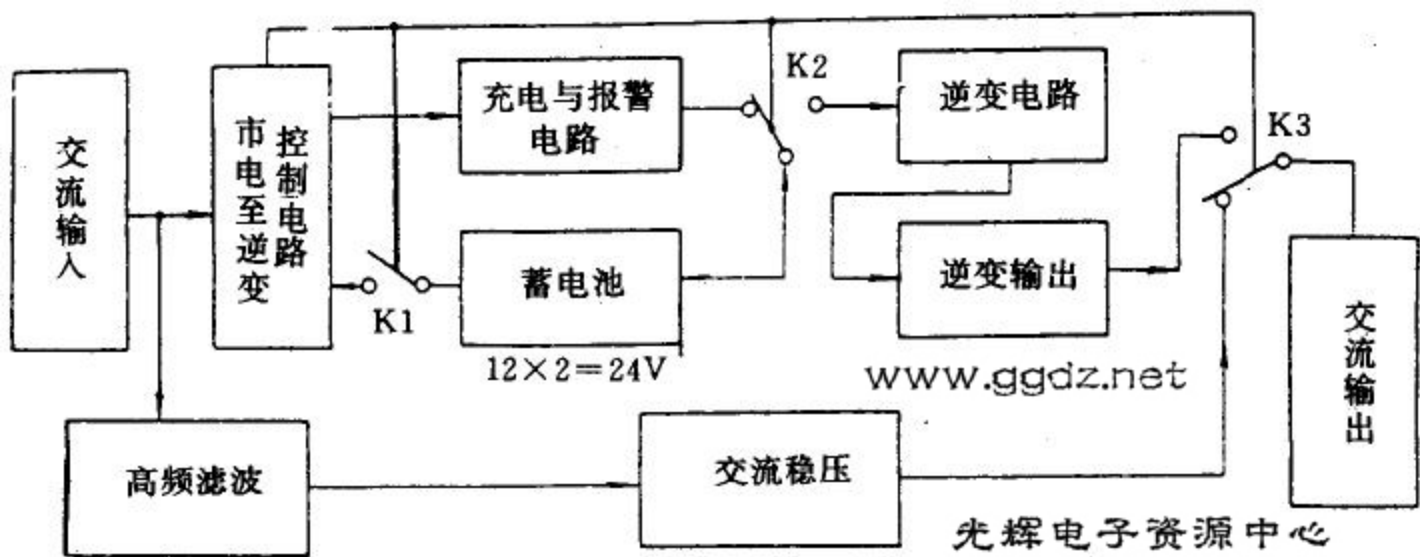 交流输入
市电至逆变
控制电路
充电与报警
电路
K2
逆变电路
K3
K1
蓄电池
12×2=24V
逆变输出
www.ggdz.net
交流输出
高频滤波
交流稳压
光辉电子资源中心